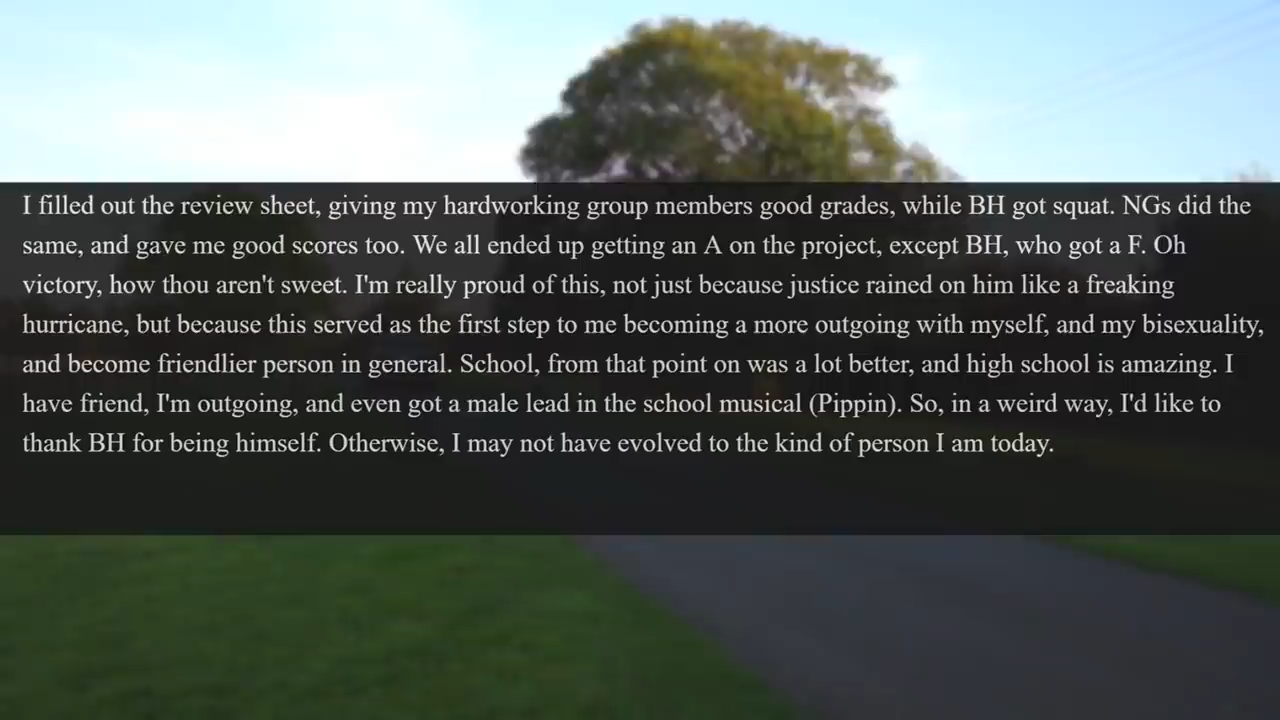 I filled out the review sheet, giving my hardworking group members good grades, while BH got squat. NGs did the
same, and gave me good scores too. We all ended up getting an A on the project, except BH, who got a F. Oh
victory, how thou aren't sweet. I'm really proud of this, not just because justice rained on him like a freaking
hurricane, but because this served as the first step to me becoming a more outgoing with myself, and my bisexuality,
and become friendlier person in general. School, from that point on was a lot better, and high school is amazing. I
have friend, I'm outgoing, and even got a male lead in the school musical (Pippin). So, in a weird way, I'd like to
thank BH for being himself. Otherwise, I may not have evolved to the kind of person I am today.